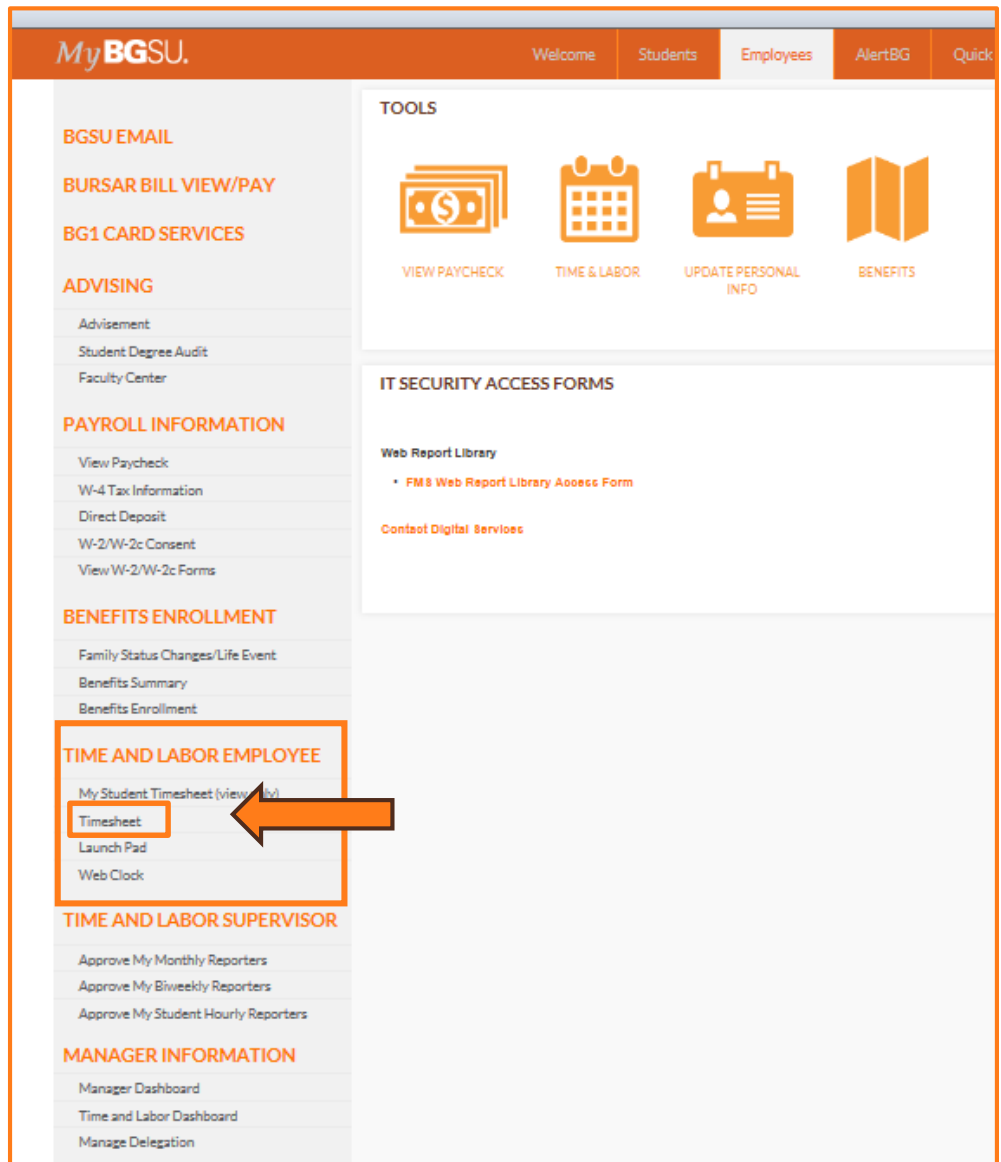 MyBGSU.
Welcome
Students
Employees
AlertBG
Quick
BGSU EMAIL
BURSAR BILL VIEW/PAY
BG1 CARD SERVICES
ADVISING
Advisement
Student Degree Audit
Faculty Center
PAYROLL INFORMATION
View Paycheck
W-4 Tax Information
Direct Deposit
W-2/W-2c Consent
View W-2/W-2c Forms
BENEFITS ENROLLMENT
Family Status Changes/Life Event
Benefits Summary
Benefits Enrollment
TIME AND LABOR EMPLOYEE
My Student Timesheet (view
Timesheet
Launch Pad
Web Clock
TIME AND LABOR SUPERVISOR
Approve My Monthly Reporters
Approve My Biweekly Reporters
Approve My Student Hourly Reporters
MANAGER INFORMATION
Manager Dashboard
Time and Labor Dashboard
Manage Delegation
TOOLS
VIEW PAYCHECK
TIME & LABOR
UPDATE PERSONAL
INFO
BENEFITS
IT SECURITY ACCESS FORMS
Web Report Library
• FMS Web Report Library Access Form
Contact Digital Services